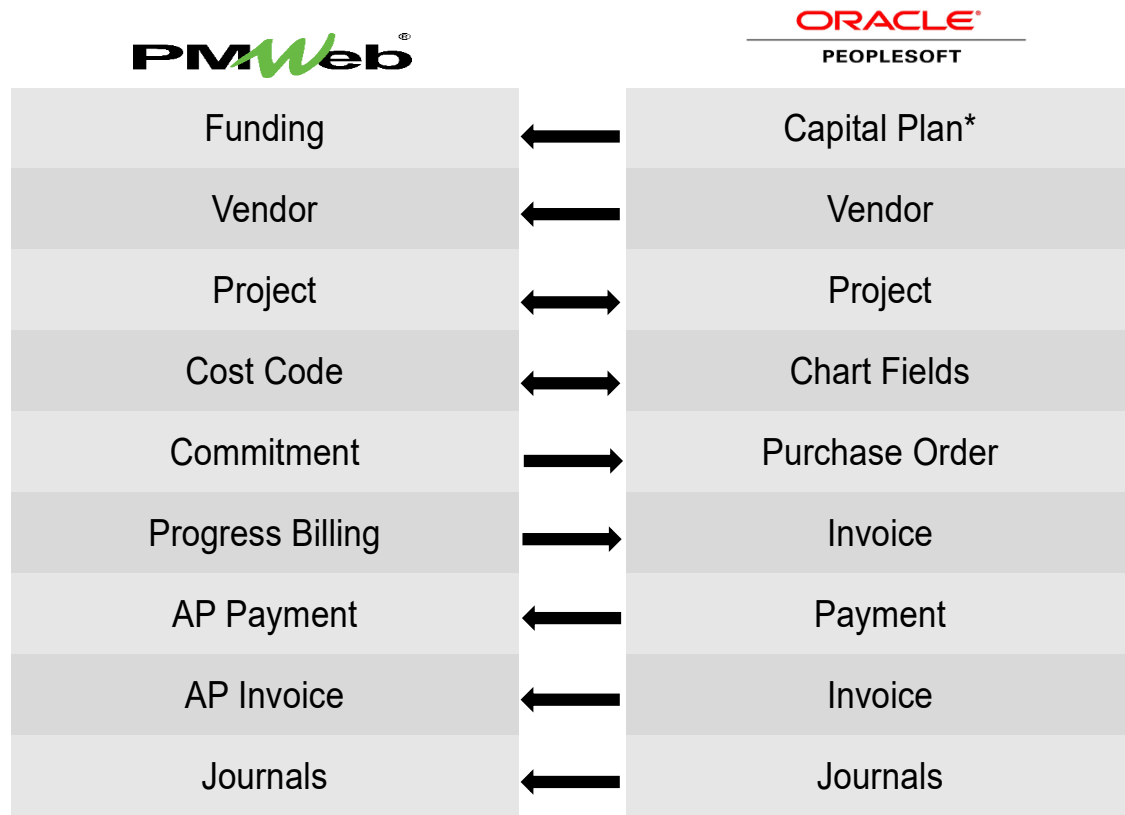 PMWeb®
ORACLE®
PEOPLESOFT
Funding Capital Plan*
Vendor Vendor
Project Project
Cost Code Chart Fields
Commitment Purchase Order
Progress Billing Invoice
AP Payment Payment
AP Invoice Invoice
Journals Journals